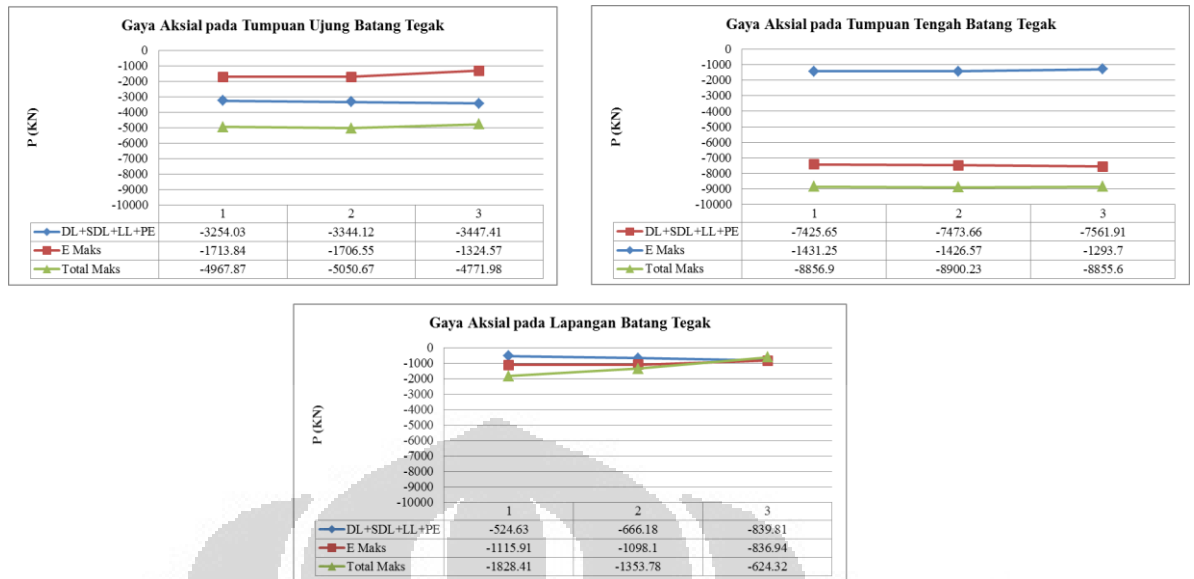 Gaya Aksial pada Tumpuan Ujung Batang Tegak
P (KN)
0
-1000
-2000
-3000
-4000
-5000
-6000
-7000
-8000
-9000
-10000
1 2 3
DL+SDL+LL+PE -3254.03 -3344.12 -3447.41
E Maks -1713.84 -1706.55 -1324.57
Total Maks -4967.87 -5050.67 -4771.98
Gaya Aksial pada Tumpuan Tengah Batang Tegak
P (KN)
0
-1000
-2000
-3000
-4000
-5000
-6000
-7000
-8000
-9000
-10000
1 2 3
DL+SDL+LL+PE -7425.65 -7473.66 -7561.91
E Maks -1431.25 -1426.57 -1293.7
Total Maks -8856.9 -8900.23 -8855.6
Gaya Aksial pada Lapangan Batang Tegak
P (KN)
0
-1000
-2000
-3000
-4000
-5000
-6000
-7000
-8000
-9000
-10000
1 2 3
DL+SDL+LL+PE -524.63 -666.18 -839.81
E Maks -1115.91 -1098.1 -836.94
Total Maks -1828.41 -1353.78 -624.32